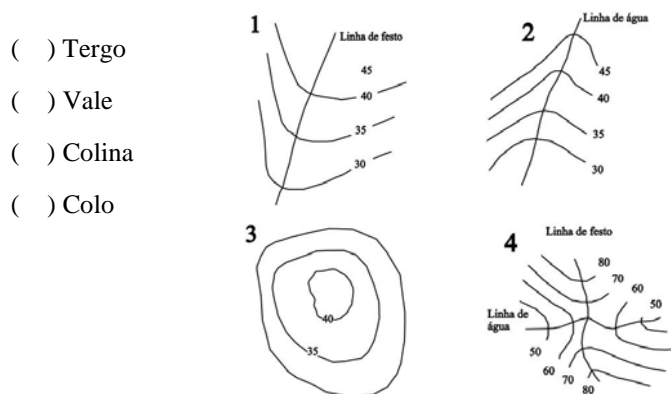 ( ) Tergo
( ) Vale
( ) Colina
( ) Colo
1
Linha de festo
45
40
35
30
2
Linha de água
45
40
35
30
3
40
35
4
Linha de festo
80
70
60
50
Linha de
água
50
60
70
80